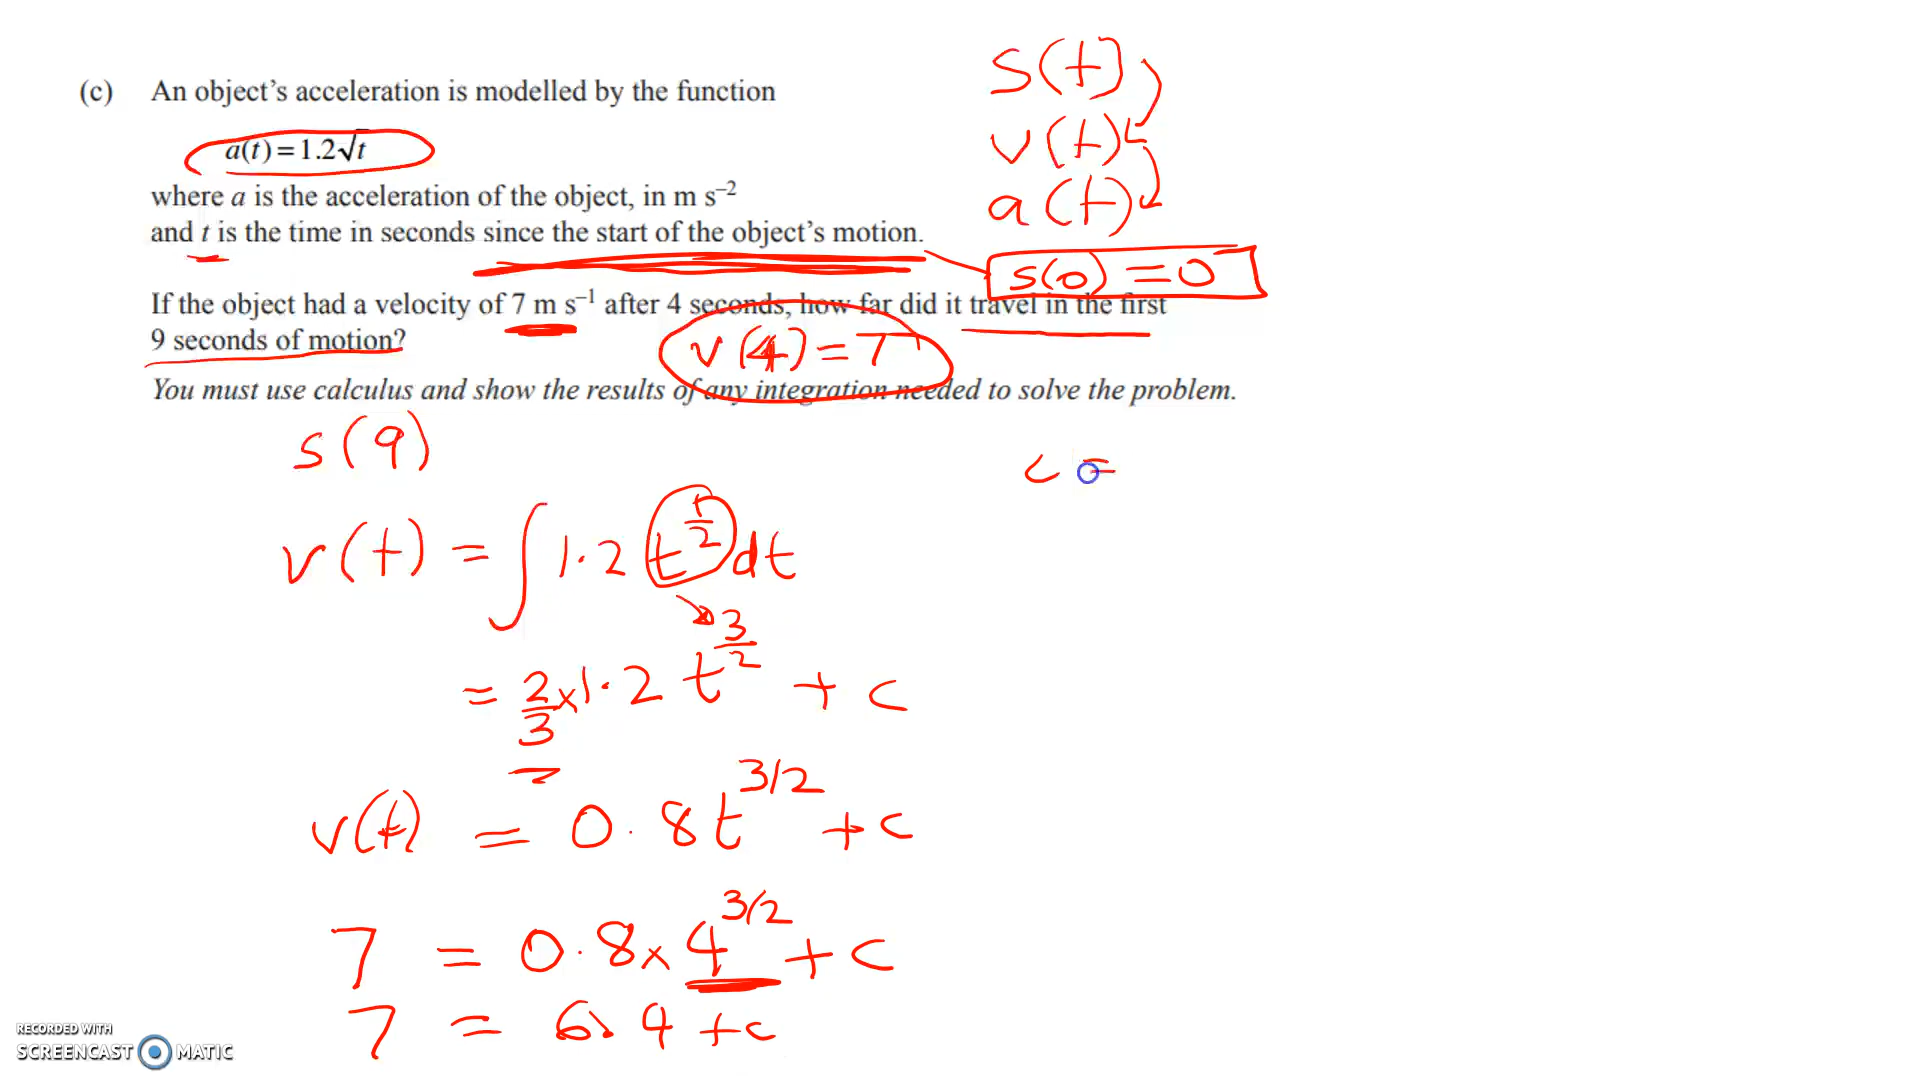 (c) An object's acceleration is modelled by the function
a(t) = 1.2√t
where a is the acceleration of the object, in m s⁻²
and t is the time in seconds since the start of the object's motion.
If the object had a velocity of 7 m s⁻¹ after 4 seconds, how far did it travel in the first
9 seconds of motion?
You must use calculus and show the results of any integration needed to solve the problem.
s(t)
v(t)
a(t)
s(0) = 0
v(4) = 7
s(9)
v(t) = ∫ 1.2 t^1/2 dt
3/2
= 2/3 × 1.2 t + c
v(t) = 0.8t^3/2 + c
7 = 0.8 × 4^3/2 + c
7 = 6.4 + c
c =
RECORDED WITH
SCREENCAST MATIC